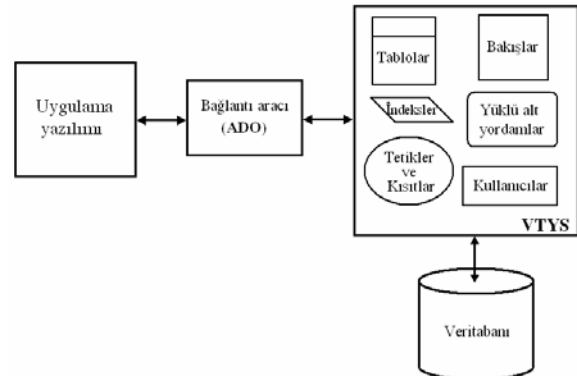 Uygulama
yazılımı
Bağlantı aracı
(ADO)
Tablolar
Bakışlar
İndeksler
Yüklü alt
yordamlar
Tetikler
ve
Kısıtlar
Kullanıcılar
VTYS
Veritabanı